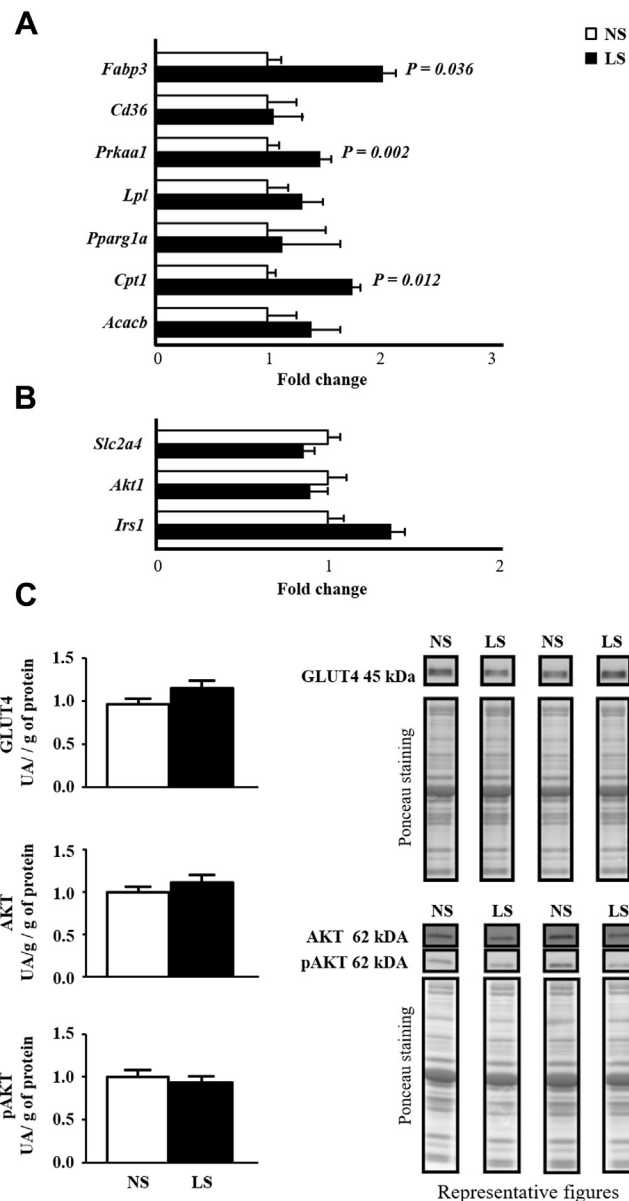 A
NS
LS
Fabp3
P = 0.036
Cd36
Prkaa1
P = 0.002
Lpl
Pparg1a
Cpt1
P = 0.012
Acacb
0 1 2 3
Fold change
B
Slc2a4
Akt1
Irs1
0 1 2
Fold change
C
GLUT4
UA/ / g of protein
1.5
1.0
0.5
0.0
AKT
UA/g / g of protein
1.5
1.0
0.5
0.0
pAKT
UA/ g of protein
1.5
1.0
0.5
0.0
NS LS
NS LS NS LS
GLUT4 45 kDa
Ponceau staining
NS LS NS LS
AKT 62 kDA
pAKT 62 kDA
Ponceau staining
Representative figures